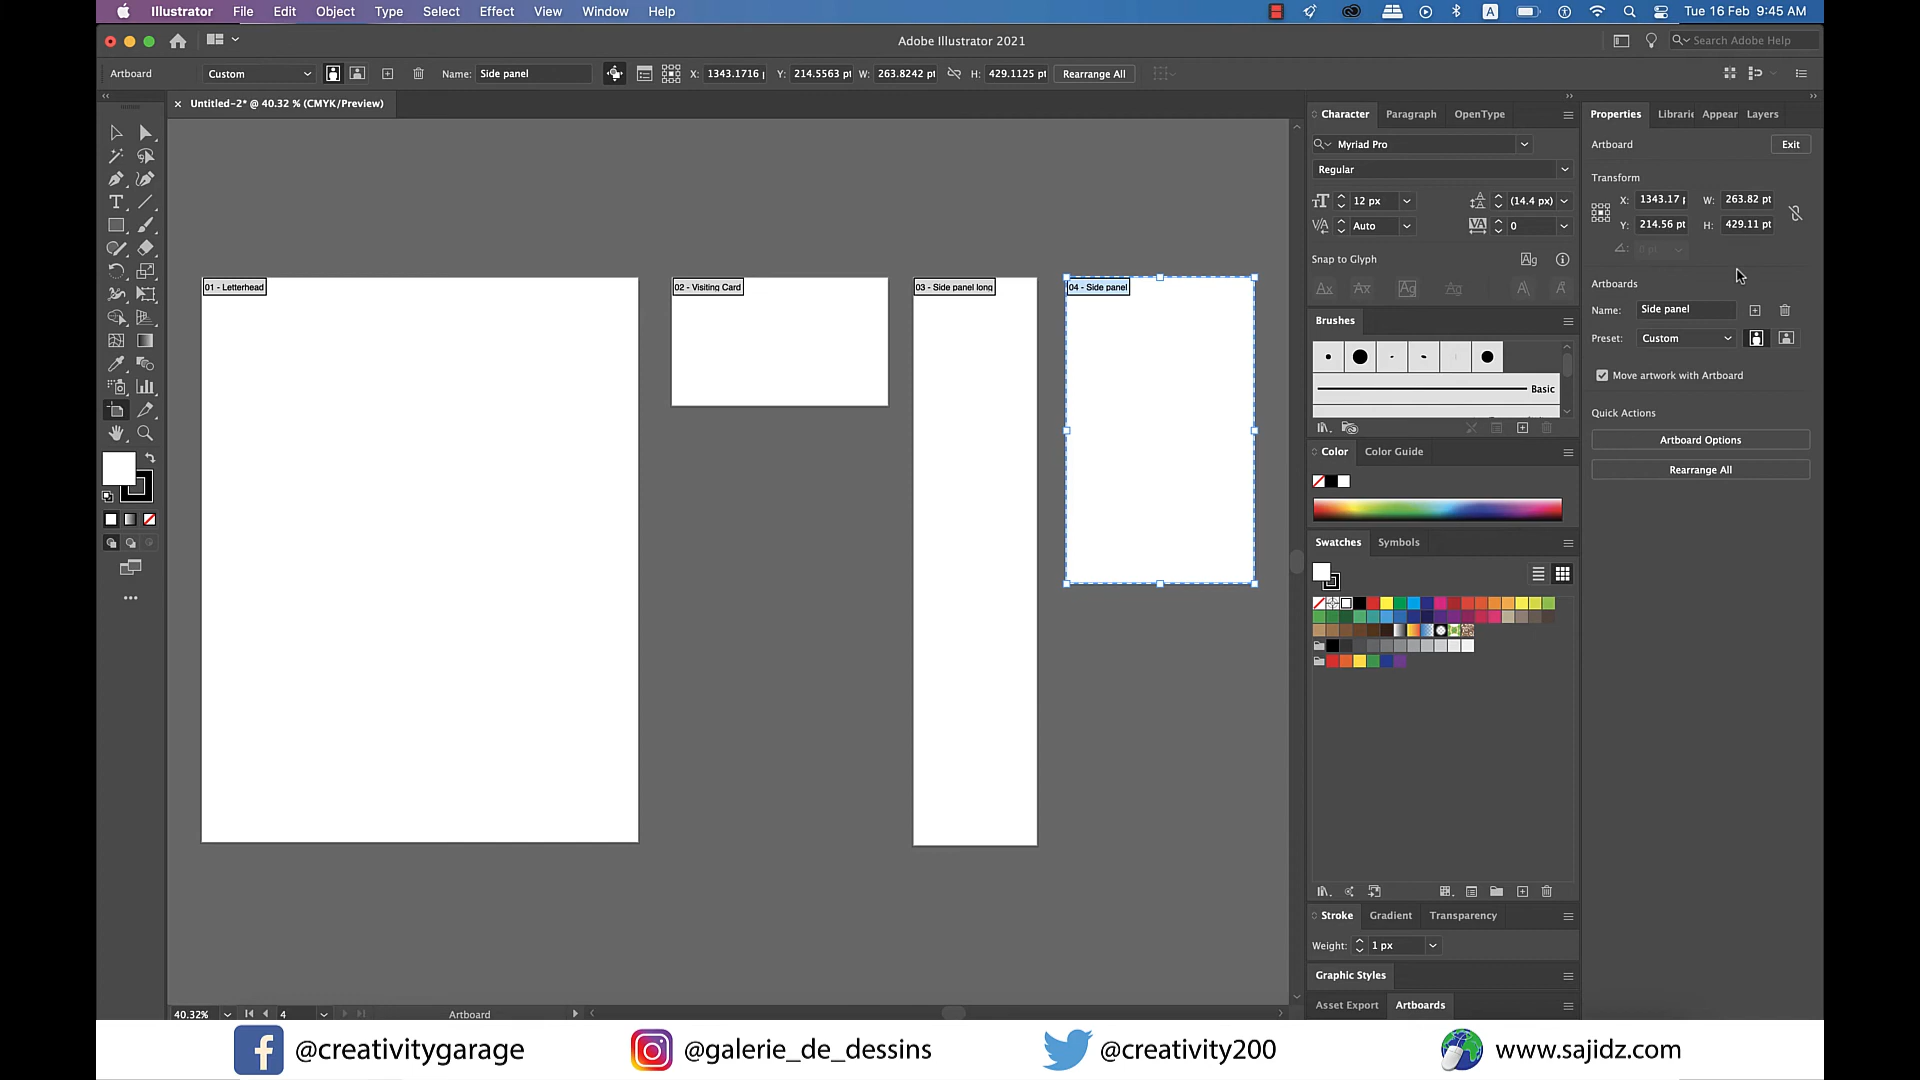 Illustrator File Edit Object Type Select Effect View Window Help
A
Tue 16 Feb 9:45 AM
Adobe Illustrator 2021
Search Adobe Help
Artboard Custom Name: Side panel X: 1343.1716 Y: 214.5563 pt W: 263.8242 pt H: 429.1125 pt Rearrange All
Untitled-2* @ 40.32 % (CMYK/Preview)
01 - Letterhead
02 - Visiting Card
03 - Side panel long
04 - Side panel
40.32% 4 Artboard
Character Paragraph OpenType
Myriad Pro
Regular
12 px (14.4 px)
Auto 0
Snap to Glyph
Brushes
Basic
Color Color Guide
Swatches Symbols
Stroke Gradient Transparency
Weight: 1 px
Graphic Styles
Asset Export Artboards
Properties Librarie Appear Layers
Artboard Exit
Transform
X: 1343.17 W: 263.82 pt
Y: 214.56 pt H: 429.11 pt
0 pt
Artboards
Name: Side panel
Preset: Custom
Move artwork with Artboard
Quick Actions
Artboard Options
Rearrange All
@creativitygarage @galerie_de_dessins @creativity200 www.sajidz.com